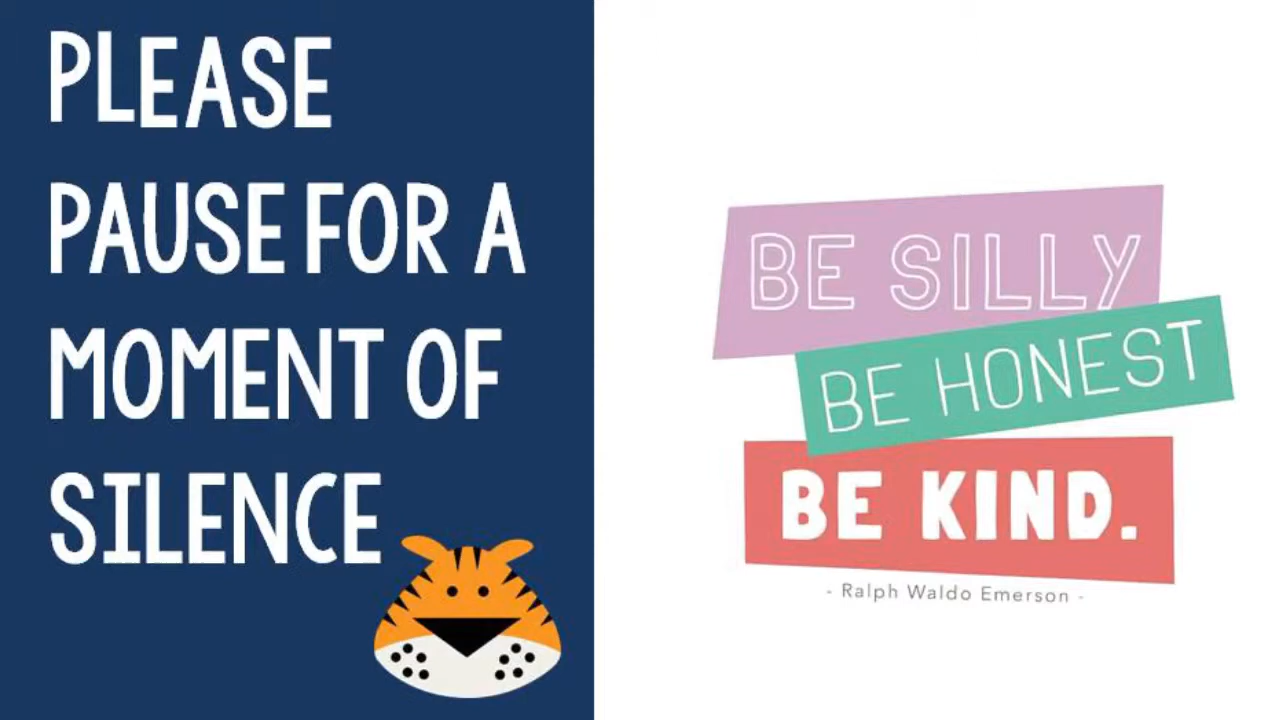 PLEASE
PAUSE FOR A
MOMENT OF
SILENCE
BE SILLY
BE HONEST
BE KIND.
- Ralph Waldo Emerson -